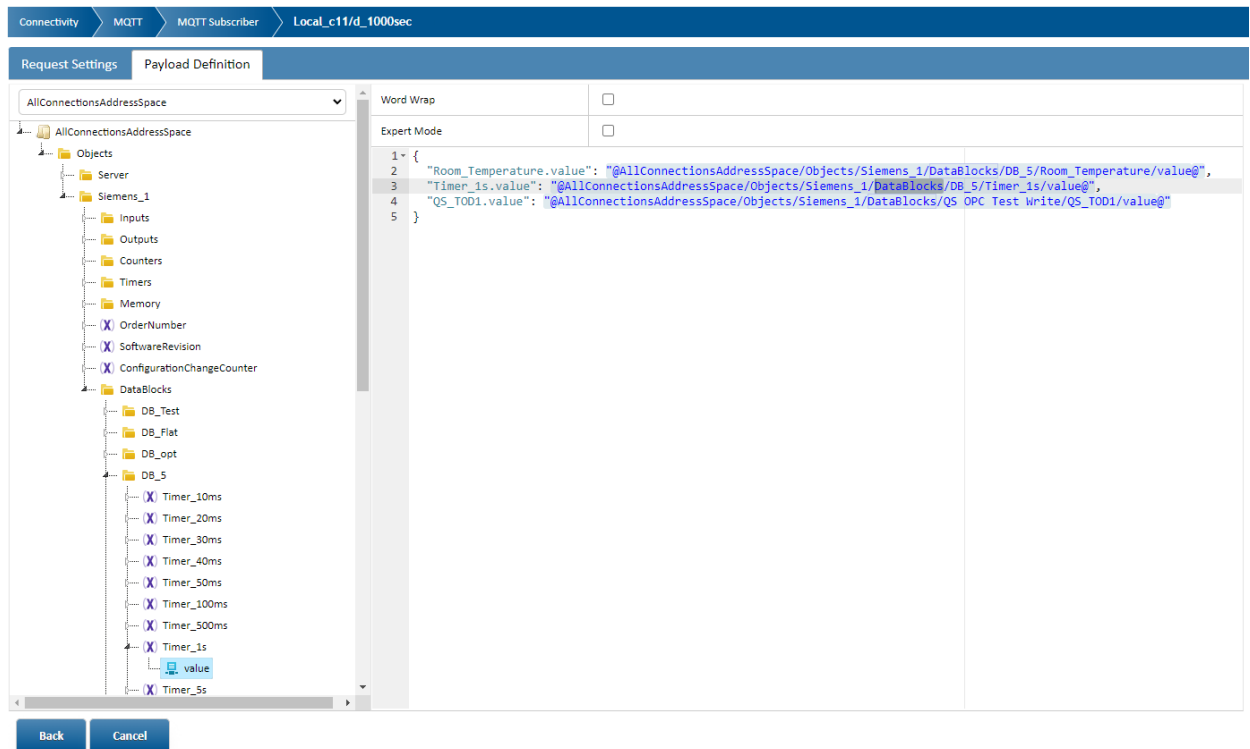 Connectivity MQTT MQTT Subscriber Local_c11/d_1000sec
Request Settings Payload Definition
AllConnectionsAddressSpace
AllConnectionsAddressSpace
Objects
Server
Siemens_1
Inputs
Outputs
Counters
Timers
Memory
(X) OrderNumber
(X) SoftwareRevision
(X) ConfigurationChangeCounter
DataBlocks
DB_Test
DB_Flat
DB_opt
DB_5
(X) Timer_10ms
(X) Timer_20ms
(X) Timer_30ms
(X) Timer_40ms
(X) Timer_50ms
(X) Timer_100ms
(X) Timer_500ms
(X) Timer_1s
value
(X) Timer_5s
Word Wrap
Expert Mode
1 {
2 "Room_Temperature.value": "@AllConnectionsAddressSpace/Objects/Siemens_1/DataBlocks/DB_5/Room_Temperature/value@",
3 "Timer_1s.value": "@AllConnectionsAddressSpace/Objects/Siemens_1/DataBlocks/DB_5/Timer_1s/value@",
4 "QS_TOD1.value": "@AllConnectionsAddressSpace/Objects/Siemens_1/DataBlocks/QS OPC Test Write/QS_TOD1/value@"
5 }
Back Cancel